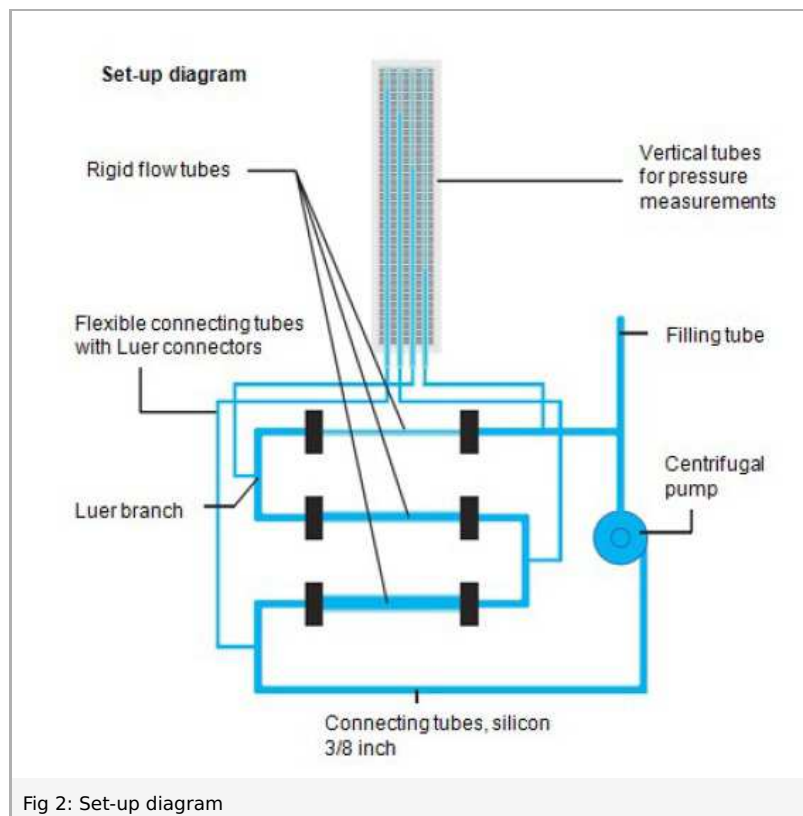 Set-up diagram
Rigid flow tubes
Vertical tubes
for pressure
measurements
Flexible connecting tubes
with Luer connectors
Filling tube
Luer branch
Centrifugal
pump
Connecting tubes, silicon
3/8 inch
Fig 2: Set-up diagram